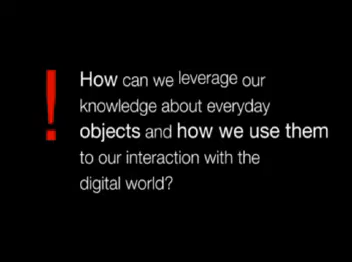 ! How can we leverage our
knowledge about everyday
objects and how we use them
to our interaction with the
digital world?